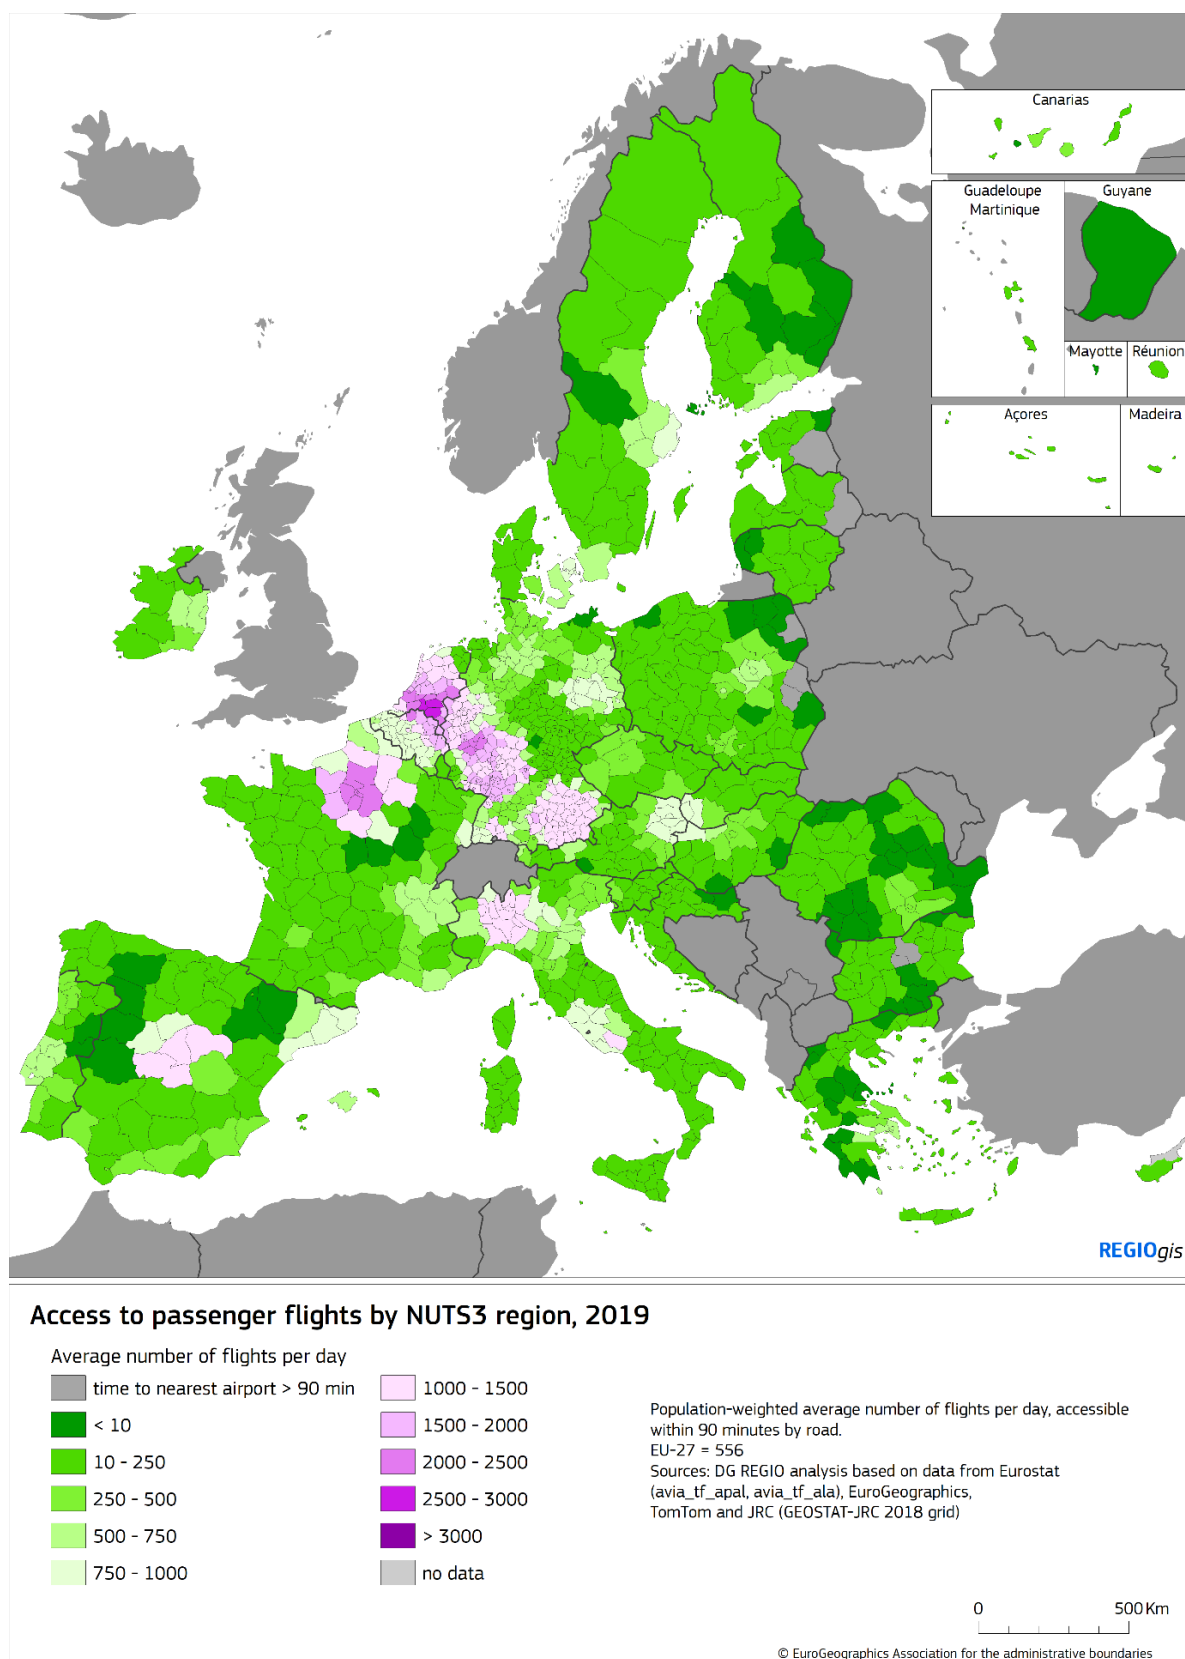 Canarias
Guadeloupe
Martinique
Guyane
Mayotte
Réunion
Açores
Madeira
REGIOgis
Access to passenger flights by NUTS3 region, 2019
Average number of flights per day
time to nearest airport > 90 min
< 10
10 - 250
250 - 500
500 - 750
750 - 1000
1000 - 1500
1500 - 2000
2000 - 2500
2500 - 3000
> 3000
no data
Population-weighted average number of flights per day, accessible
within 90 minutes by road.
EU-27 = 556
Sources: DG REGIO analysis based on data from Eurostat
(avia_tf_apal, avia_tf_ala), EuroGeographics,
TomTom and JRC (GEOSTAT-JRC 2018 grid)
0 500 Km
© EuroGeographics Association for the administrative boundaries